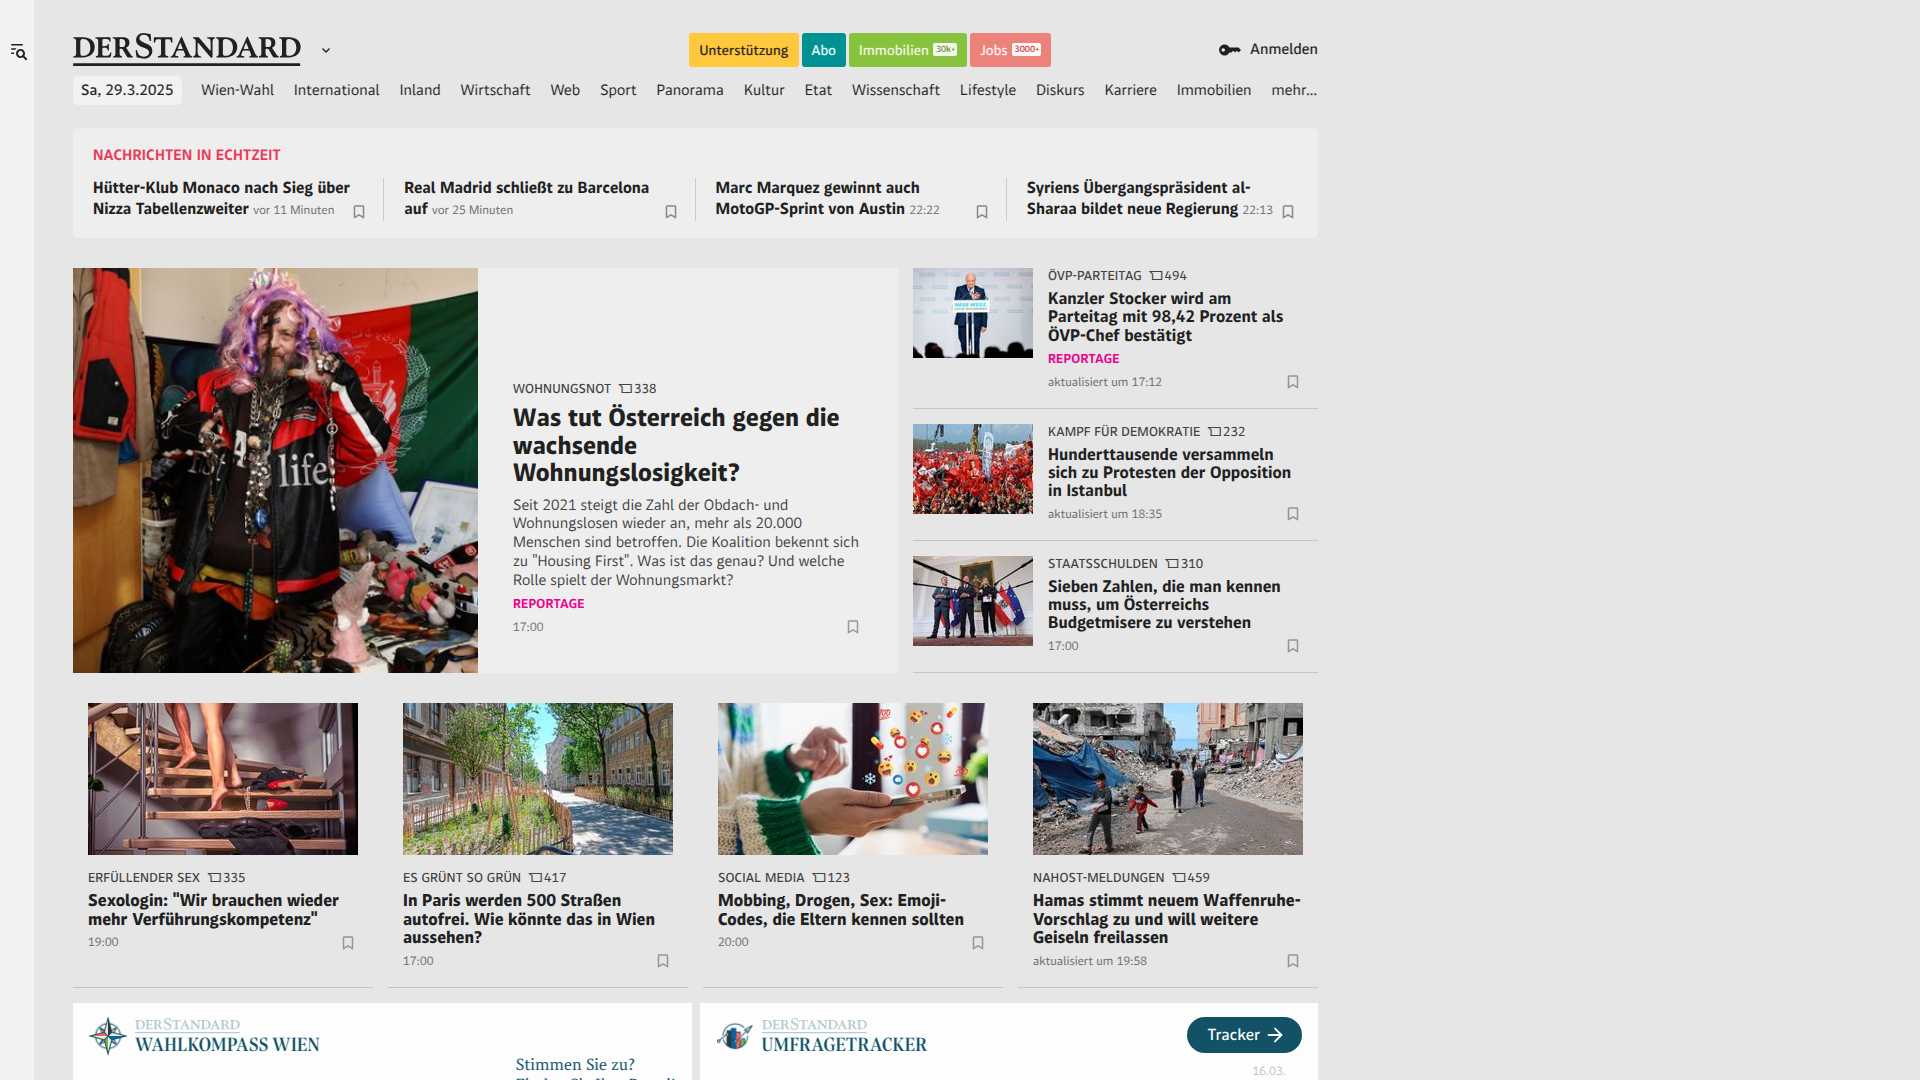 DERSTANDARD
Unterstützung
Abo
Immobilien 30k+
Jobs 3000+
Anmelden
Sa, 29.3.2025
Wien-Wahl
International
Inland
Wirtschaft
Web
Sport
Panorama
Kultur
Etat
Wissenschaft
Lifestyle
Diskurs
Karriere
Immobilien
mehr...
NACHRICHTEN IN ECHTZEIT
Hütter-Klub Monaco nach Sieg über
Nizza Tabellenzweiter vor 11 Minuten
Real Madrid schließt zu Barcelona
auf vor 25 Minuten
Marc Marquez gewinnt auch
MotoGP-Sprint von Austin 22:22
Syriens Übergangspräsident al-
Sharaa bildet neue Regierung 22:13
life
WOHNUNGSNOT 338
Was tut Österreich gegen die
wachsende
Wohnungslosigkeit?
Seit 2021 steigt die Zahl der Obdach- und
Wohnungslosen wieder an, mehr als 20.000
Menschen sind betroffen. Die Koalition bekennt sich
zu "Housing First". Was ist das genau? Und welche
Rolle spielt der Wohnungsmarkt?
REPORTAGE
17:00
ÖVP-PARTEITAG 494
Kanzler Stocker wird am
Parteitag mit 98,42 Prozent als
ÖVP-Chef bestätigt
REPORTAGE
aktualisiert um 17:12
KAMPF FÜR DEMOKRATIE 232
Hunderttausende versammeln
sich zu Protesten der Opposition
in Istanbul
aktualisiert um 18:35
STAATSSCHULDEN 310
Sieben Zahlen, die man kennen
muss, um Österreichs
Budgetmisere zu verstehen
17:00
ERFÜLLENDER SEX 335
Sexologin: "Wir brauchen wieder
mehr Verführungskompetenz"
19:00
ES GRÜNT SO GRÜN 417
In Paris werden 500 Straßen
autofrei. Wie könnte das in Wien
aussehen?
17:00
SOCIAL MEDIA 123
Mobbing, Drogen, Sex: Emoji-
Codes, die Eltern kennen sollten
20:00
NAHOST-MELDUNGEN 459
Hamas stimmt neuem Waffenruhe-
Vorschlag zu und will weitere
Geiseln freilassen
aktualisiert um 19:58
DERSTANDARD
WAHLKOMPASS WIEN
Stimmen Sie zu?
DERSTANDARD
UMFRAGETRACKER
Tracker
16.03.